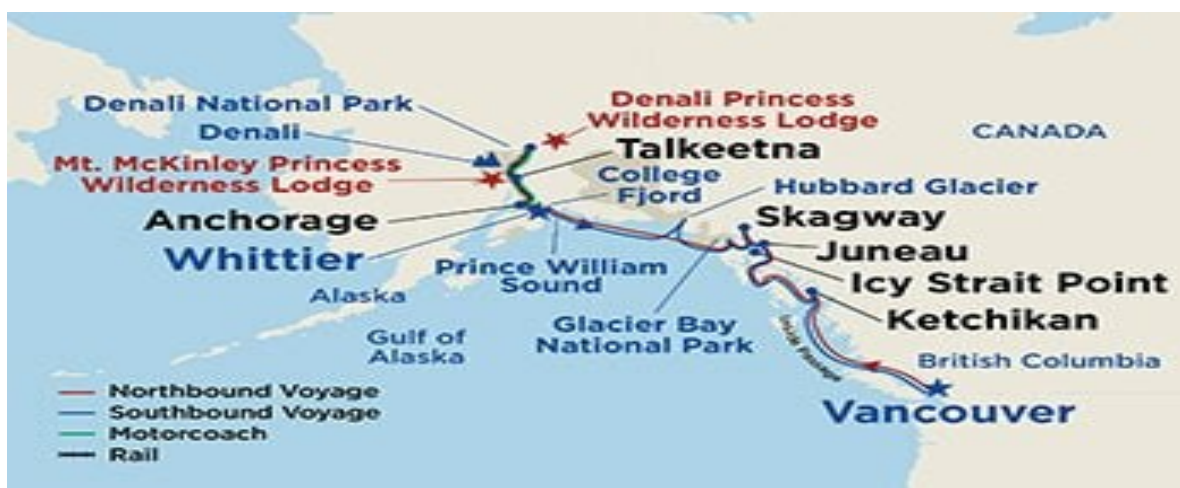 Denali National Park
Denali
Mt. McKinley Princess
Wilderness Lodge
Denali Princess
Wilderness Lodge
Talkeetna
CANADA
College
Fjord
Hubbard Glacier
Anchorage
Skagway
Whittier
Juneau
Prince William
Sound
Icy Strait Point
Alaska
Ketchikan
Glacier Bay
National Park
Gulf of
Alaska
Inside Passage
British Columbia
Vancouver
Northbound Voyage
Southbound Voyage
Motorcoach
Rail